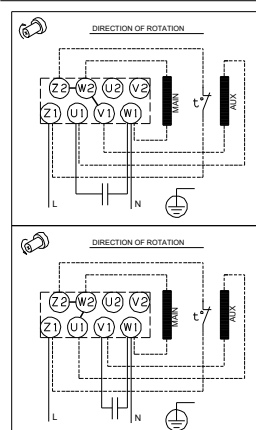 DIRECTION OF ROTATION
Z2 W2 U2 V2
Z1 U1 V1 W1
MAIN
t°
AUX
L
N
DIRECTION OF ROTATION
Z2 W2 U2 V2
Z1 U1 V1 W1
MAIN
t°
AUX
L
N